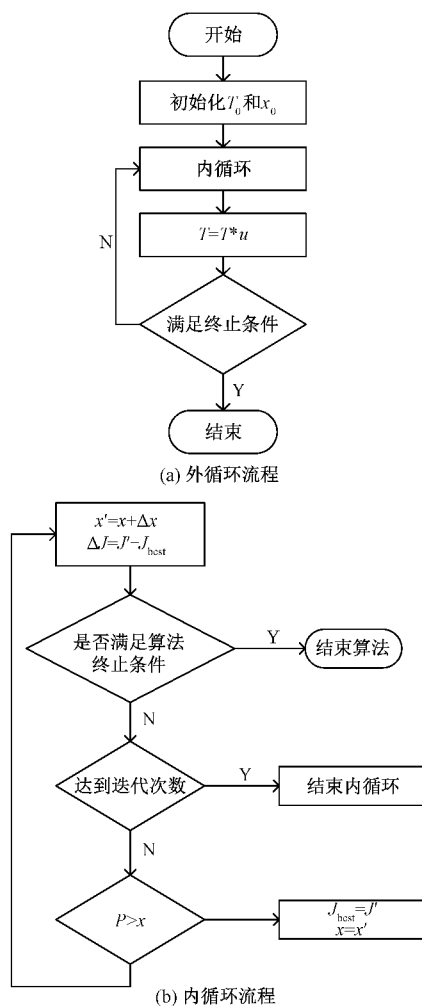 开始
初始化T₀和x₀
内循环
T=T*u
N
满足终止条件
Y
结束
(a) 外循环流程
x′=x+Δx
ΔJ=J′−J_best
是否满足算法
终止条件
Y
结束算法
N
达到迭代次数
Y
结束内循环
N
P>x
J_best=J′
x=x′
(b) 内循环流程